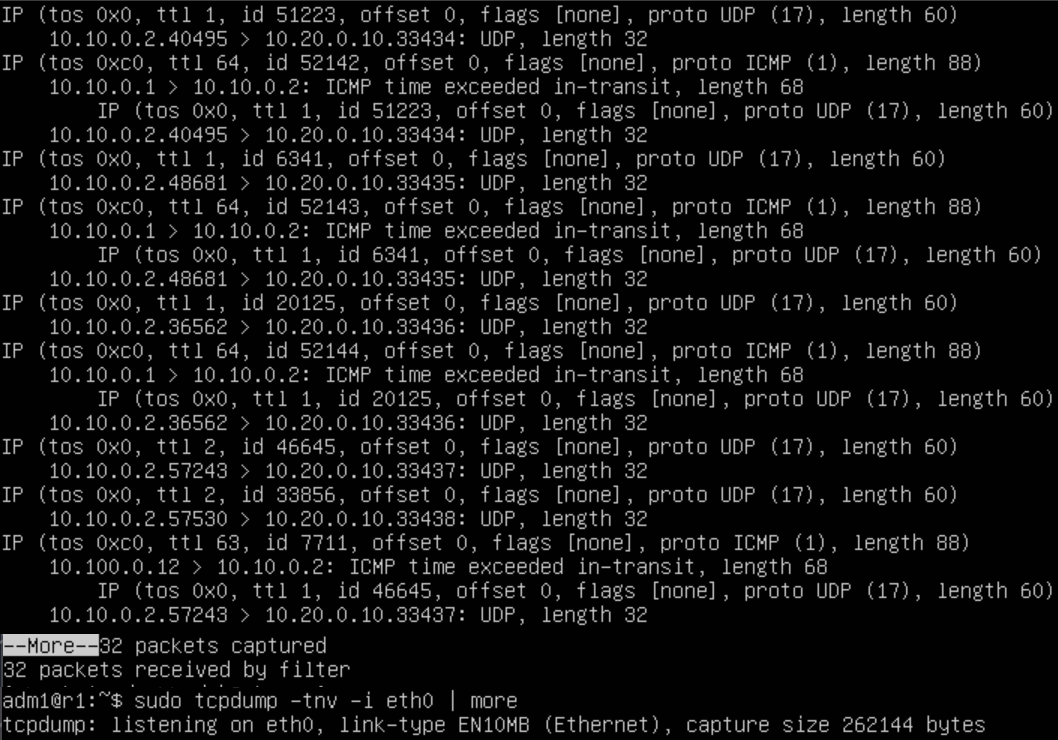 IP (tos 0x0, ttl 1, id 51223, offset 0, flags [none], proto UDP (17), length 60)
    10.10.0.2.40495 > 10.20.0.10.33434: UDP, length 32
IP (tos 0xc0, ttl 64, id 52142, offset 0, flags [none], proto ICMP (1), length 88)
    10.10.0.1 > 10.10.0.2: ICMP time exceeded in-transit, length 68
        IP (tos 0x0, ttl 1, id 51223, offset 0, flags [none], proto UDP (17), length 60)
    10.10.0.2.40495 > 10.20.0.10.33434: UDP, length 32
IP (tos 0x0, ttl 1, id 6341, offset 0, flags [none], proto UDP (17), length 60)
    10.10.0.2.48681 > 10.20.0.10.33435: UDP, length 32
IP (tos 0xc0, ttl 64, id 52143, offset 0, flags [none], proto ICMP (1), length 88)
    10.10.0.1 > 10.10.0.2: ICMP time exceeded in-transit, length 68
        IP (tos 0x0, ttl 1, id 6341, offset 0, flags [none], proto UDP (17), length 60)
    10.10.0.2.48681 > 10.20.0.10.33435: UDP, length 32
IP (tos 0x0, ttl 1, id 20125, offset 0, flags [none], proto UDP (17), length 60)
    10.10.0.2.36562 > 10.20.0.10.33436: UDP, length 32
IP (tos 0xc0, ttl 64, id 52144, offset 0, flags [none], proto ICMP (1), length 88)
    10.10.0.1 > 10.10.0.2: ICMP time exceeded in-transit, length 68
        IP (tos 0x0, ttl 1, id 20125, offset 0, flags [none], proto UDP (17), length 60)
    10.10.0.2.36562 > 10.20.0.10.33436: UDP, length 32
IP (tos 0x0, ttl 2, id 46645, offset 0, flags [none], proto UDP (17), length 60)
    10.10.0.2.57243 > 10.20.0.10.33437: UDP, length 32
IP (tos 0x0, ttl 2, id 33856, offset 0, flags [none], proto UDP (17), length 60)
    10.10.0.2.57530 > 10.20.0.10.33438: UDP, length 32
IP (tos 0xc0, ttl 63, id 7711, offset 0, flags [none], proto ICMP (1), length 88)
    10.100.0.12 > 10.10.0.2: ICMP time exceeded in-transit, length 68
        IP (tos 0x0, ttl 1, id 46645, offset 0, flags [none], proto UDP (17), length 60)
    10.10.0.2.57243 > 10.20.0.10.33437: UDP, length 32
--More--32 packets captured
32 packets received by filter
adm1@r1:~$ sudo tcpdump -tnv -i eth0 | more
tcpdump: listening on eth0, link-type EN10MB (Ethernet), capture size 262144 bytes